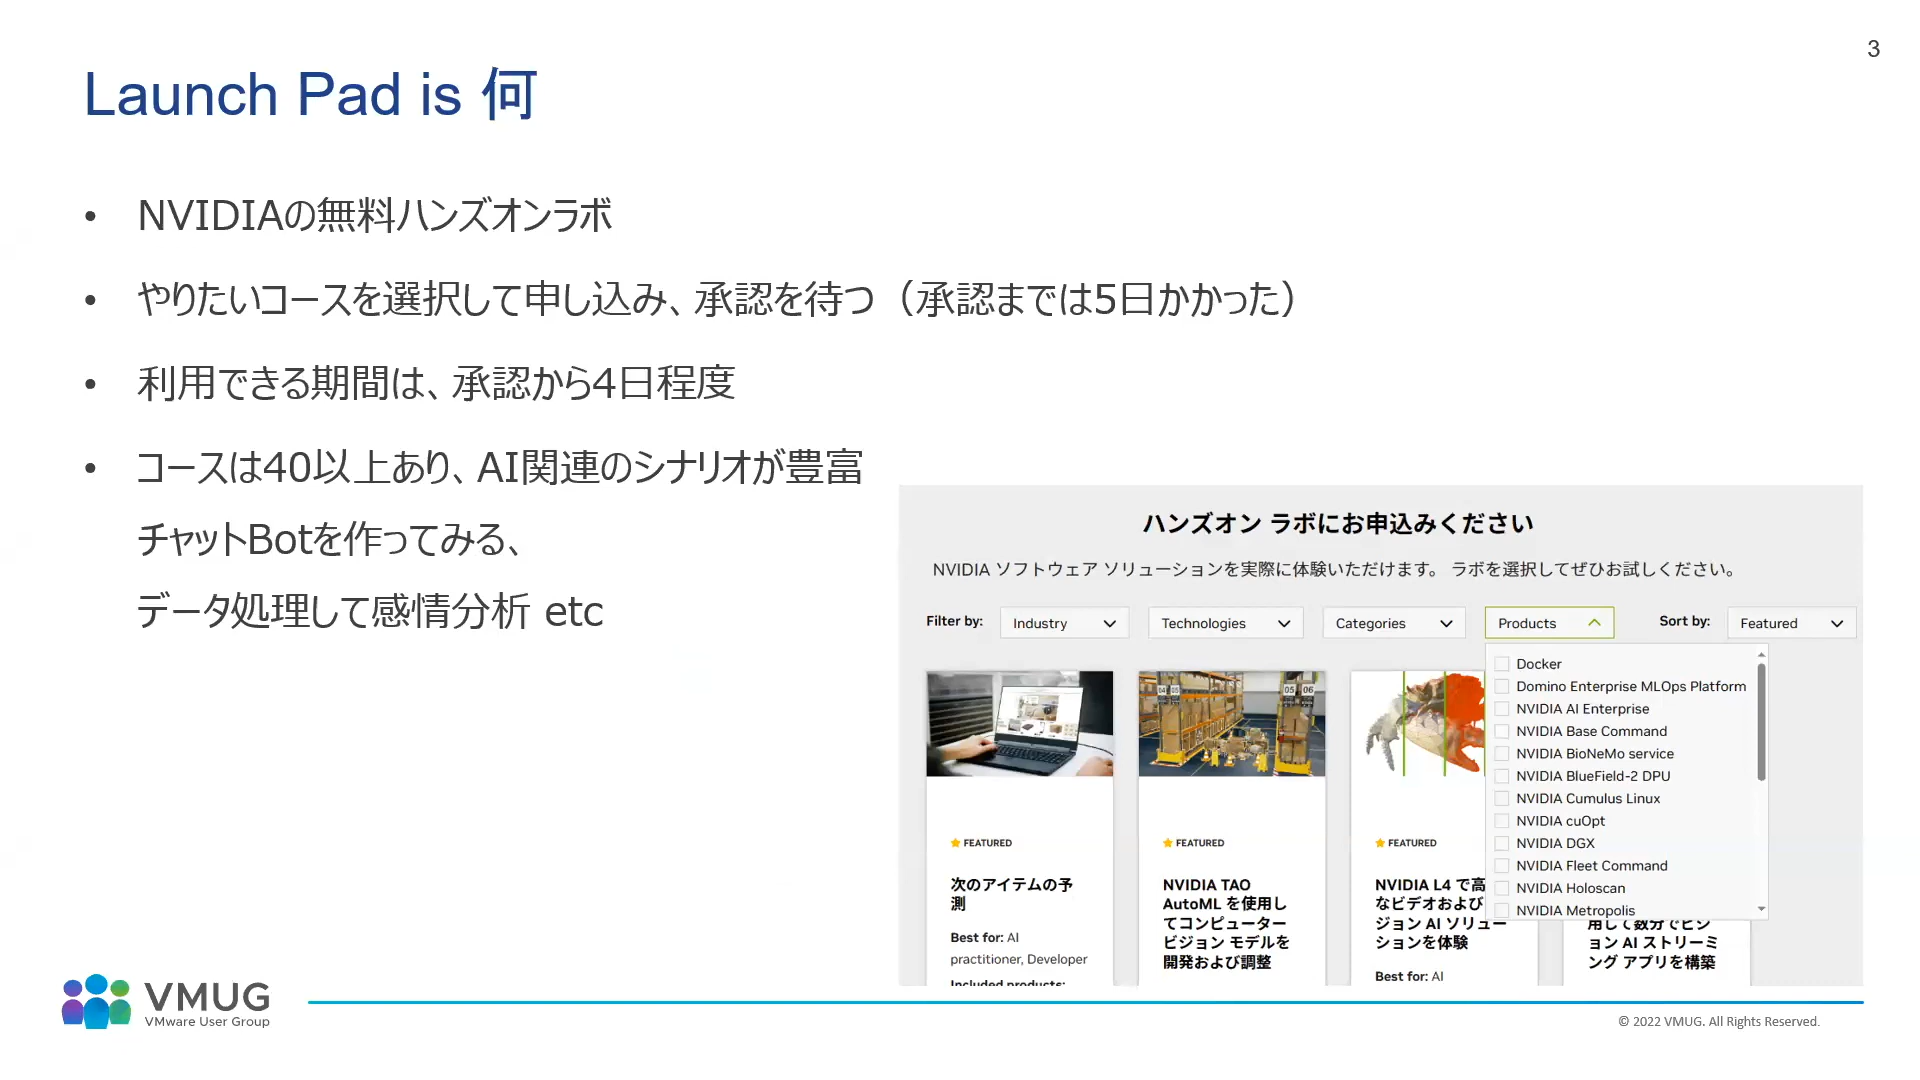 3
Launch Pad is 何
• NVIDIAの無料ハンズオンラボ
• やりたいコースを選択して申し込み、承認を待つ（承認までは5日かかった）
• 利用できる期間は、承認から4日程度
• コースは40以上あり、AI関連のシナリオが豊富
チャットBotを作ってみる、
データ処理して感情分析 etc
ハンズオン ラボにお申込みください
NVIDIA ソフトウェア ソリューションを実際に体験いただけます。 ラボを選択してぜひお試しください。
Filter by: Industry Technologies Categories Products Sort by: Featured
Docker
Domino Enterprise MLOps Platform
NVIDIA AI Enterprise
NVIDIA Base Command
NVIDIA BioNeMo service
NVIDIA BlueField-2 DPU
NVIDIA Cumulus Linux
NVIDIA cuOpt
NVIDIA DGX
NVIDIA Fleet Command
NVIDIA Holoscan
NVIDIA Metropolis
FEATURED
次のアイテムの予
測
Best for: AI
practitioner, Developer
Included products:
04 05
05 06
FEATURED
NVIDIA TAO
AutoML を使用し
てコンピューター
ビジョン モデルを
開発および調整
FEATURED
NVIDIA L4 で高
なビデオおよび
ジョン AI ソリュー
ションを体験
Best for: AI
用して数分でビジ
ョン AI ストリーミ
ング アプリを構築
VMUG
VMware User Group
© 2022 VMUG. All Rights Reserved.